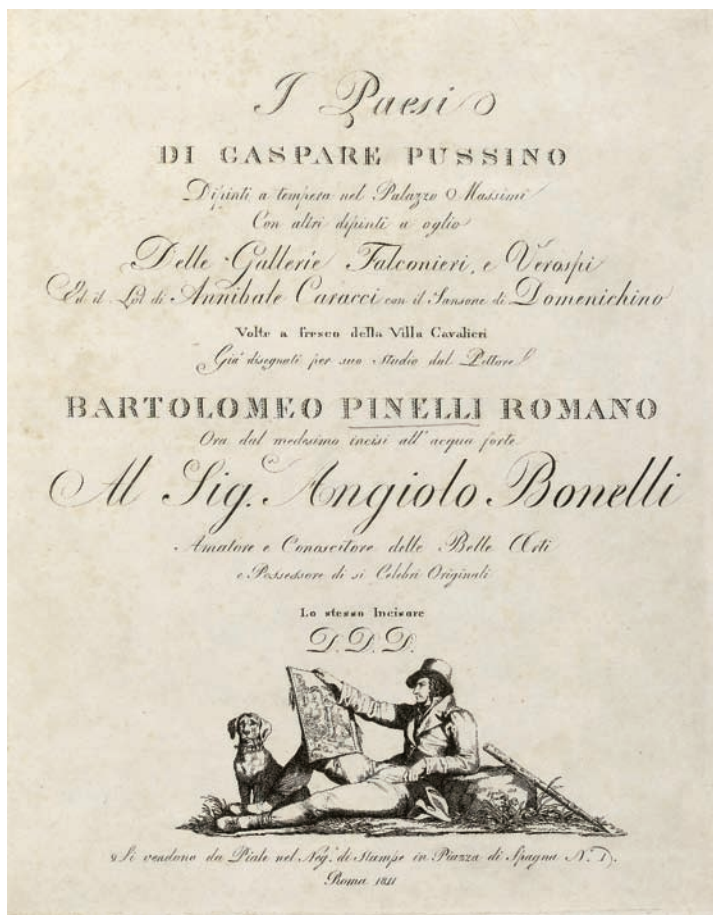 I Paesi
DI GASPARE PUSSINO
Dipinti a tempera nel Palazzo Massimi
Con altri dipinti a oglio
Delle Gallerie Falconieri, e Verospi
Ed il Lot di Annibale Caracci con il Sansone di Domenichino
Volte a fresco della Villa Cavalieri
Già disegnati per suo studio dal Pittore
BARTOLOMEO PINELLI ROMANO
Ora dal medesimo incisi all' acqua forte
Al Sig. Angiolo Bonelli
Amatore e Conoscitore delle Belle Arti
e Possessore di si Celebri Originali
Lo stesso Incisore
D. D. D.
Si vendono da Piale nel Neg. di Stampe in Piazza di Spagna N. 1.
Roma 1811